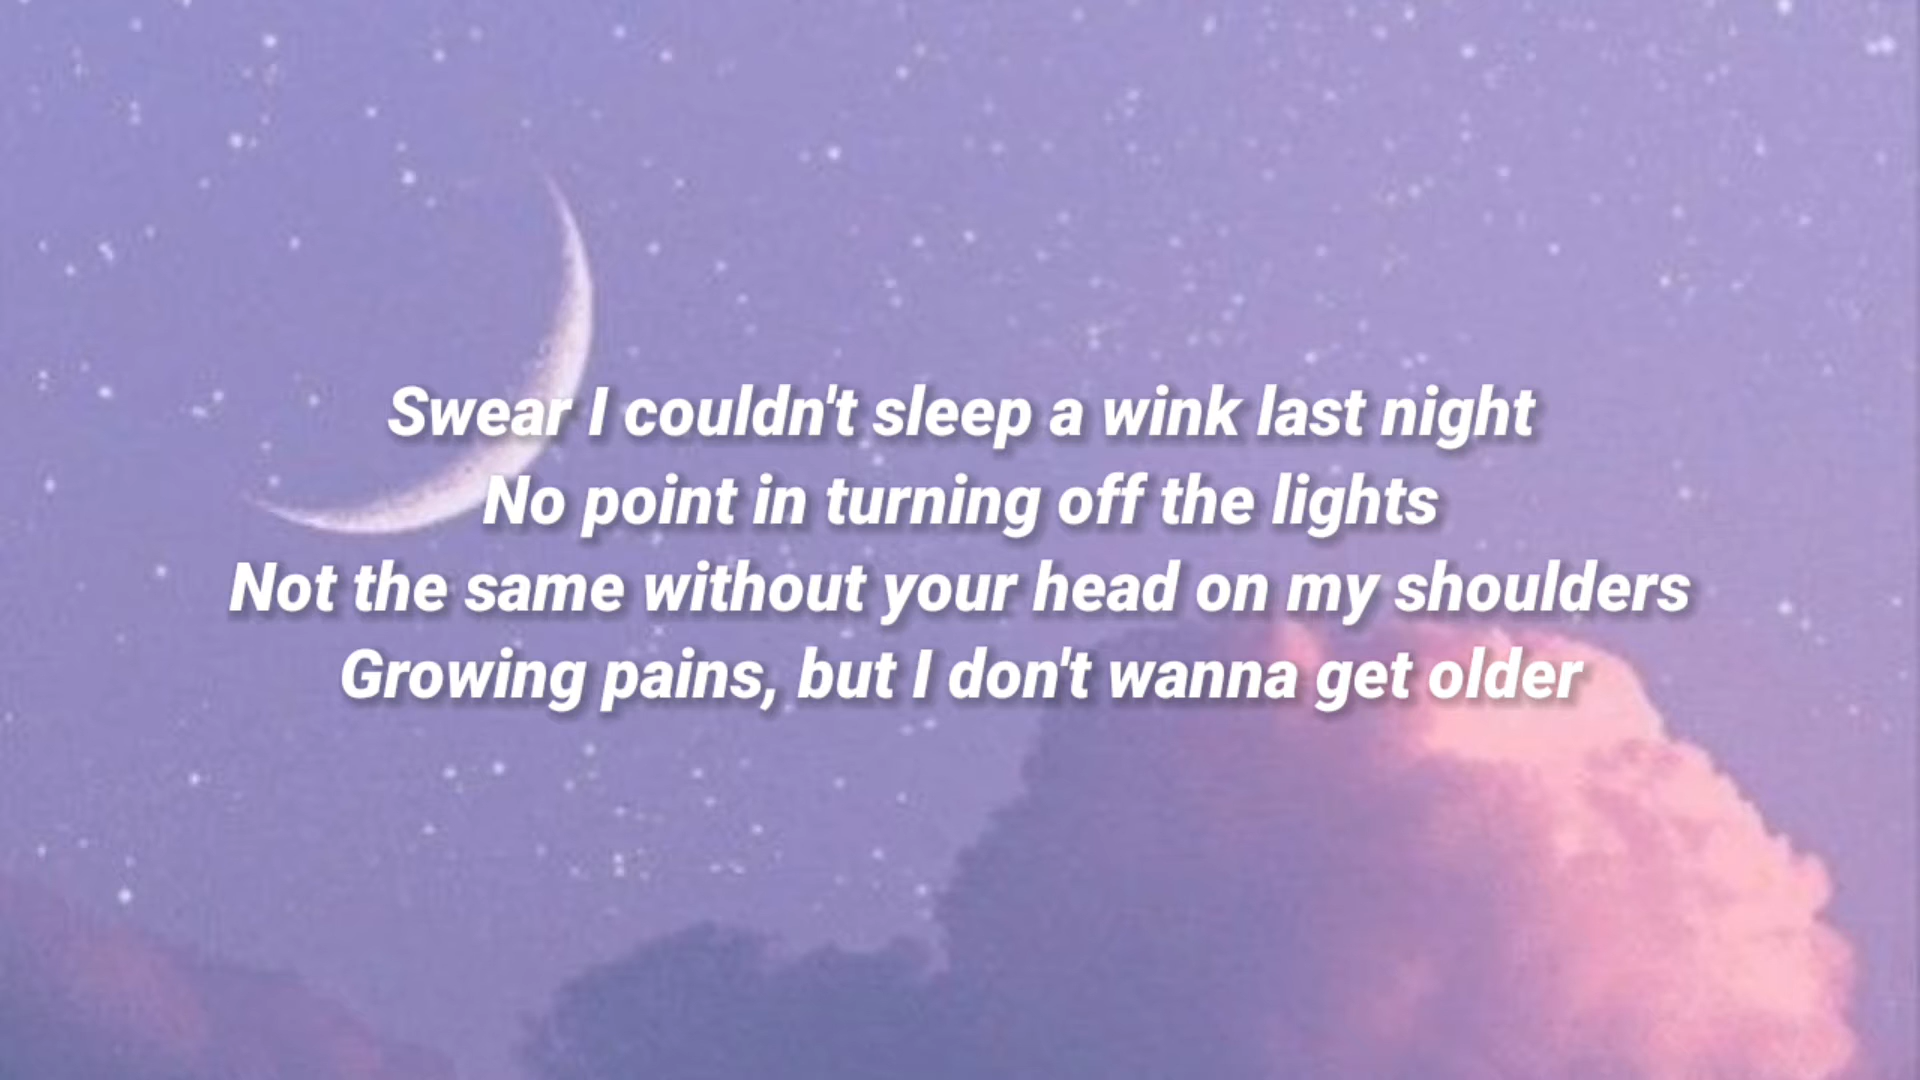 Swear I couldn't sleep a wink last night
No point in turning off the lights
Not the same without your head on my shoulders
Growing pains, but I don't wanna get older